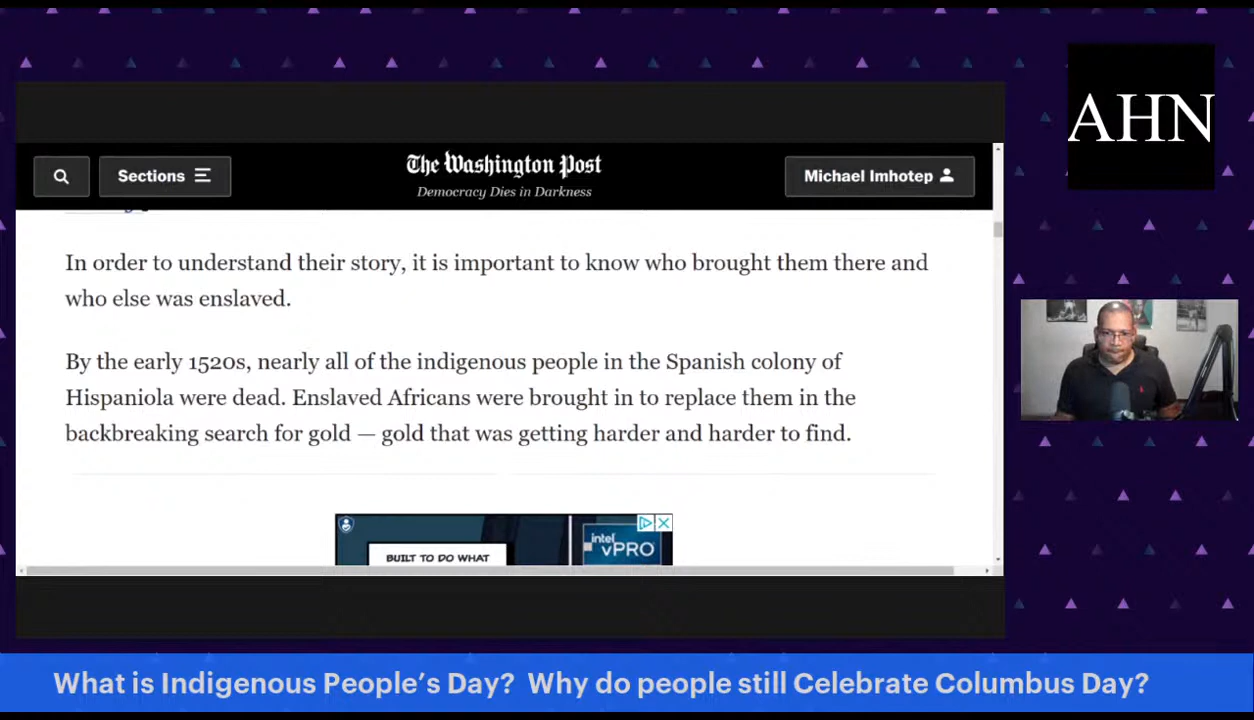 AHN
Sections
The Washington Post
Democracy Dies in Darkness
Michael Imhotep
In order to understand their story, it is important to know who brought them there and
who else was enslaved.
By the early 1520s, nearly all of the indigenous people in the Spanish colony of
Hispaniola were dead. Enslaved Africans were brought in to replace them in the
backbreaking search for gold — gold that was getting harder and harder to find.
BUILT TO DO WHAT
intel
vPRO
What is Indigenous People's Day? Why do people still Celebrate Columbus Day?